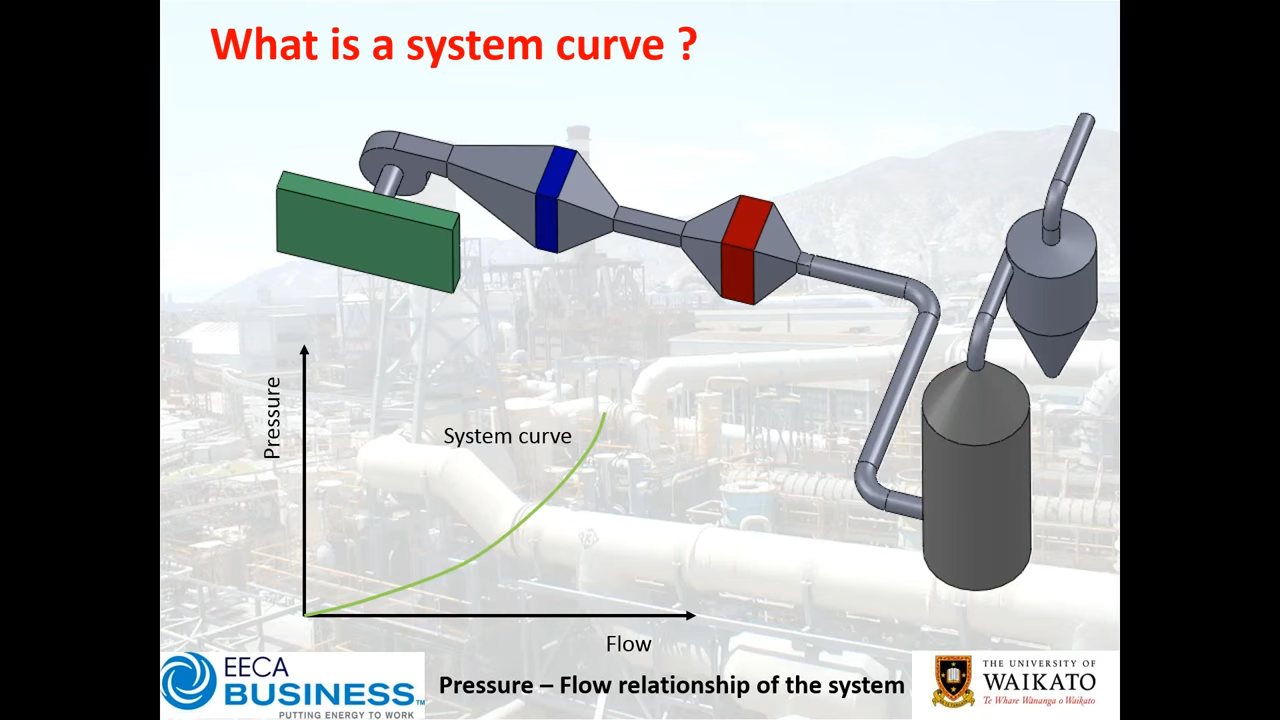 What is a system curve ?
Pressure
System curve
Flow
EECA
BUSINESS™
PUTTING ENERGY TO WORK
Pressure – Flow relationship of the system
THE UNIVERSITY OF
WAIKATO
Te Whare Wānanga o Waikato